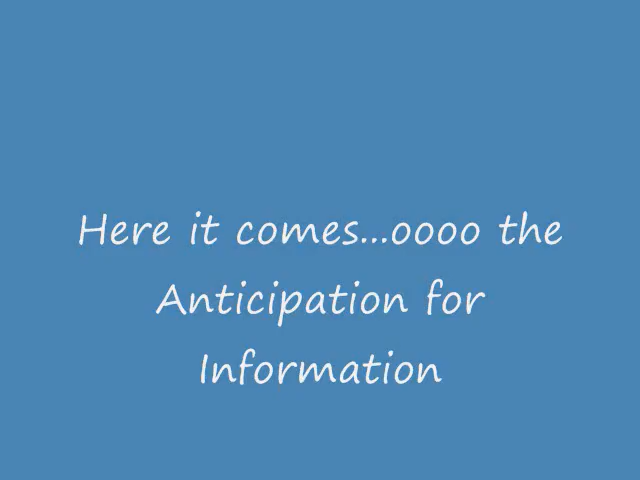 Here it comes...oooo the
Anticipation for
Information